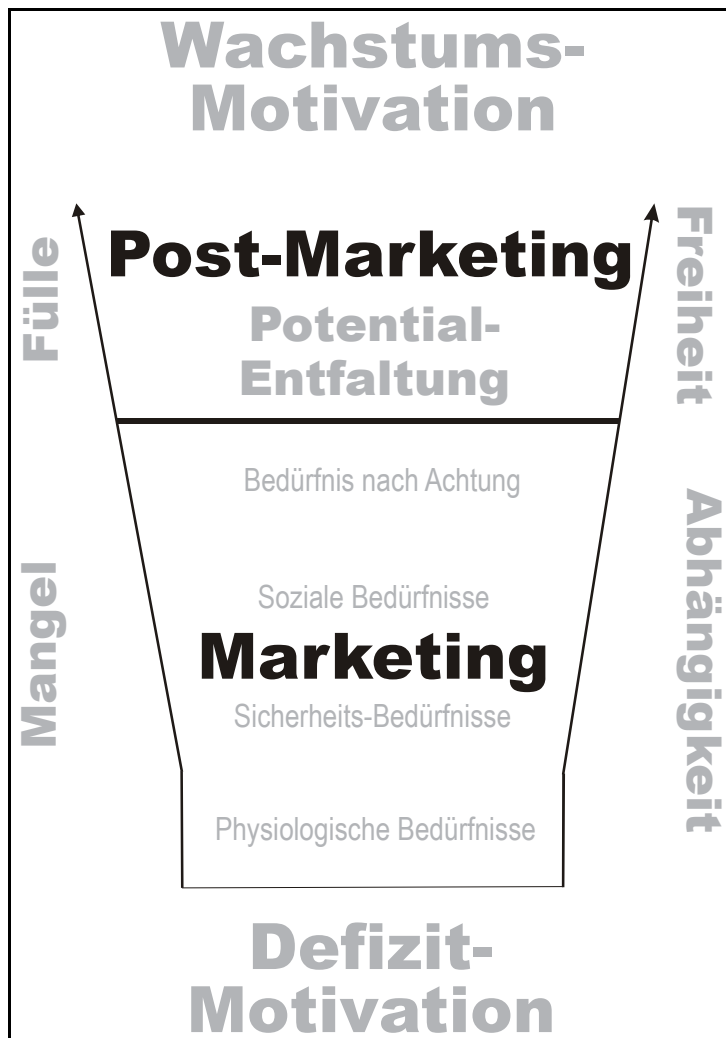 Wachstums-
Motivation
Fülle
Freiheit
Post-Marketing
Potential-
Entfaltung
Bedürfnis nach Achtung
Mangel
Abhängigkeit
Soziale Bedürfnisse
Marketing
Sicherheits-Bedürfnisse
Physiologische Bedürfnisse
Defizit-
Motivation